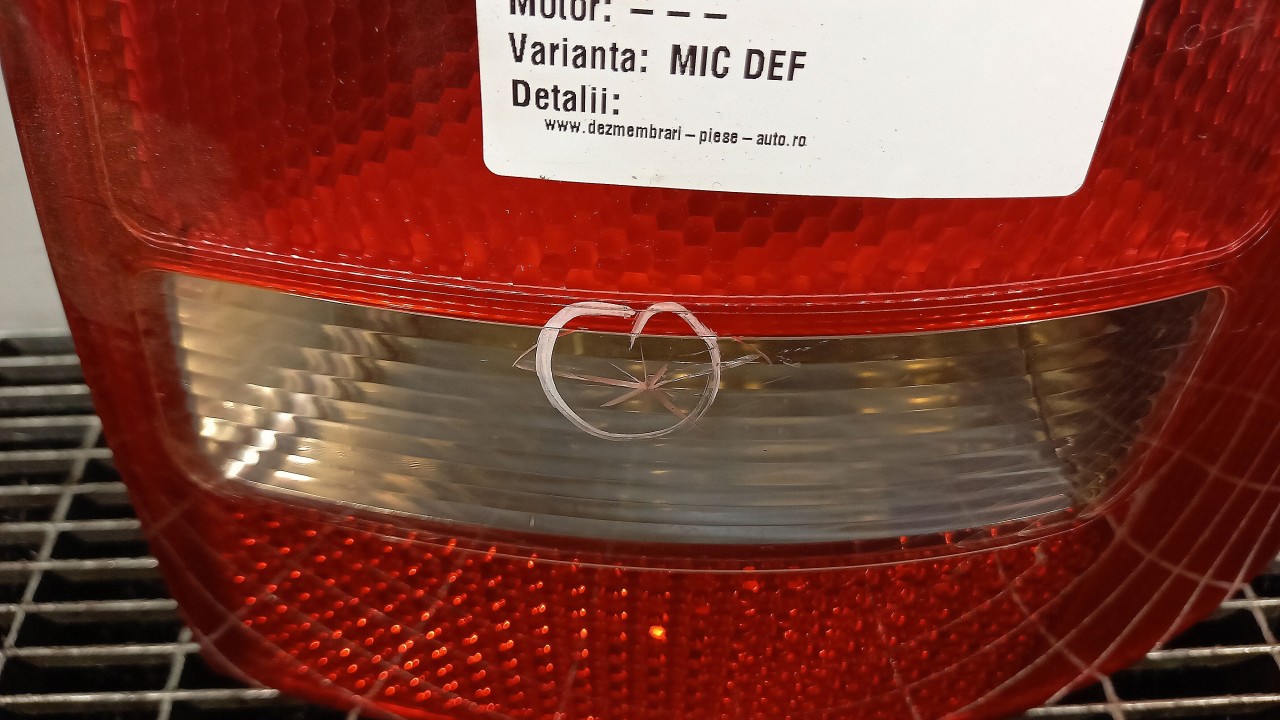 Motor: – – –
Varianta: MIC DEF
Detalii:
www.dezmembrari – piese – auto.ro